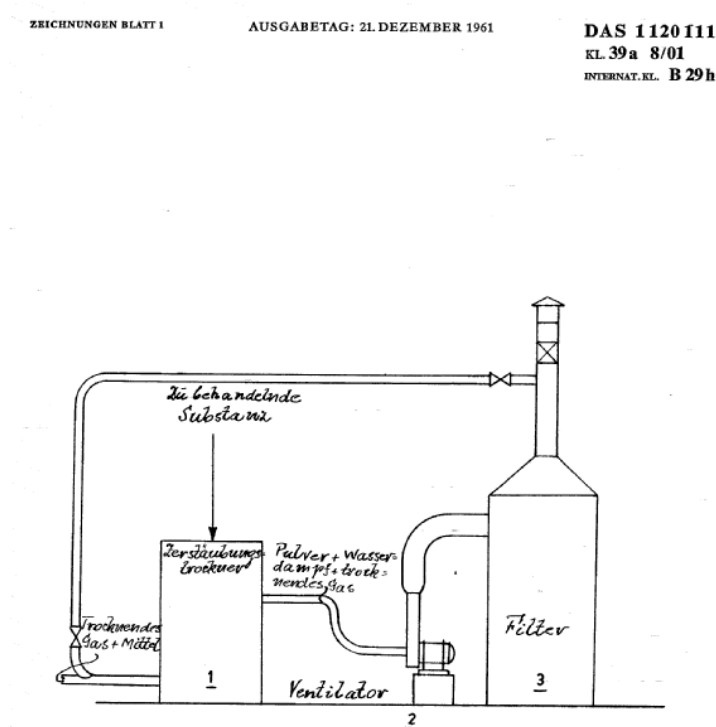 ZEICHNUNGEN BLATT 1
AUSGABETAG: 21. DEZEMBER 1961
DAS 1120111
KL. 39a 8/01
INTERNAT. KL. B 29 h
Zu behandelnde
Substanz
Zerstäubungs-
trockner
Pulver + Wasser=
dampf + trock=
nendes Gas
Trocknendes
Gas + Mittel
Filter
1
Ventilator
3
2